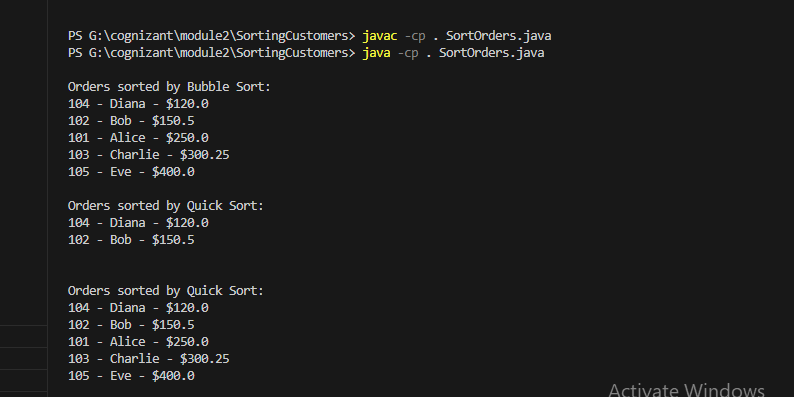 PS G:\cognizant\module2\SortingCustomers> javac -cp . SortOrders.java
PS G:\cognizant\module2\SortingCustomers> java -cp . SortOrders.java
Orders sorted by Bubble Sort:
104 - Diana - $120.0
102 - Bob - $150.5
101 - Alice - $250.0
103 - Charlie - $300.25
105 - Eve - $400.0
Orders sorted by Quick Sort:
104 - Diana - $120.0
102 - Bob - $150.5
Orders sorted by Quick Sort:
104 - Diana - $120.0
102 - Bob - $150.5
101 - Alice - $250.0
103 - Charlie - $300.25
105 - Eve - $400.0
Activate Windows